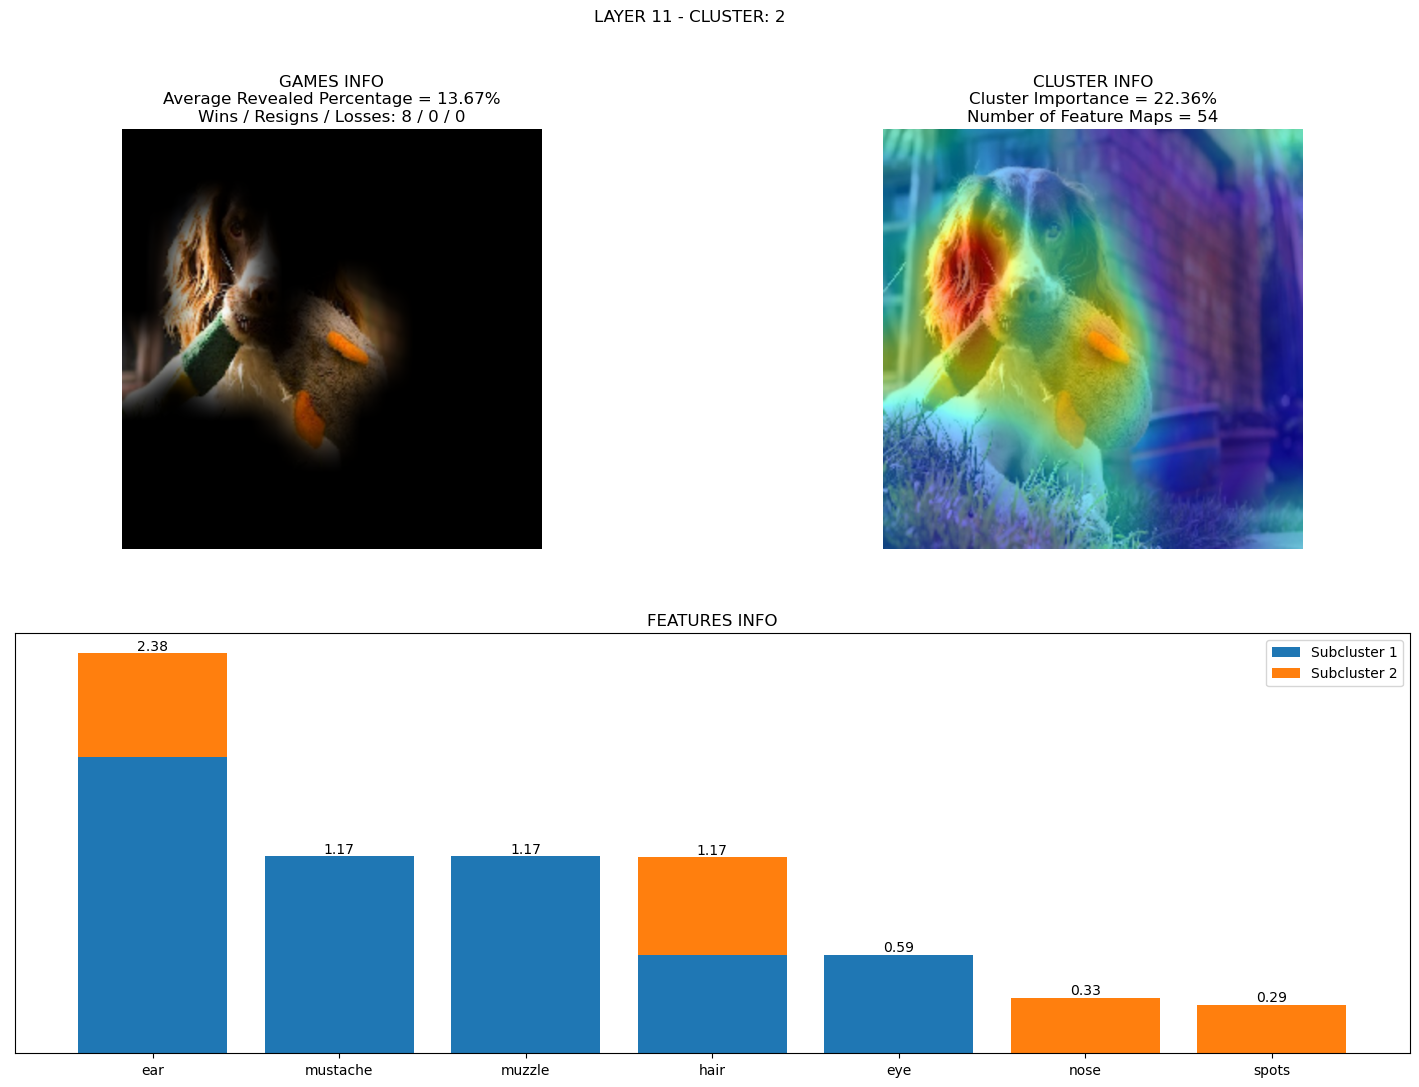 LAYER 11 - CLUSTER: 2
GAMES INFO
Average Revealed Percentage = 13.67%
Wins / Resigns / Losses: 8 / 0 / 0
CLUSTER INFO
Cluster Importance = 22.36%
Number of Feature Maps = 54
FEATURES INFO
Subcluster 1
Subcluster 2
2.38
1.17
1.17
1.17
0.59
0.33
0.29
ear
mustache
muzzle
hair
eye
nose
spots